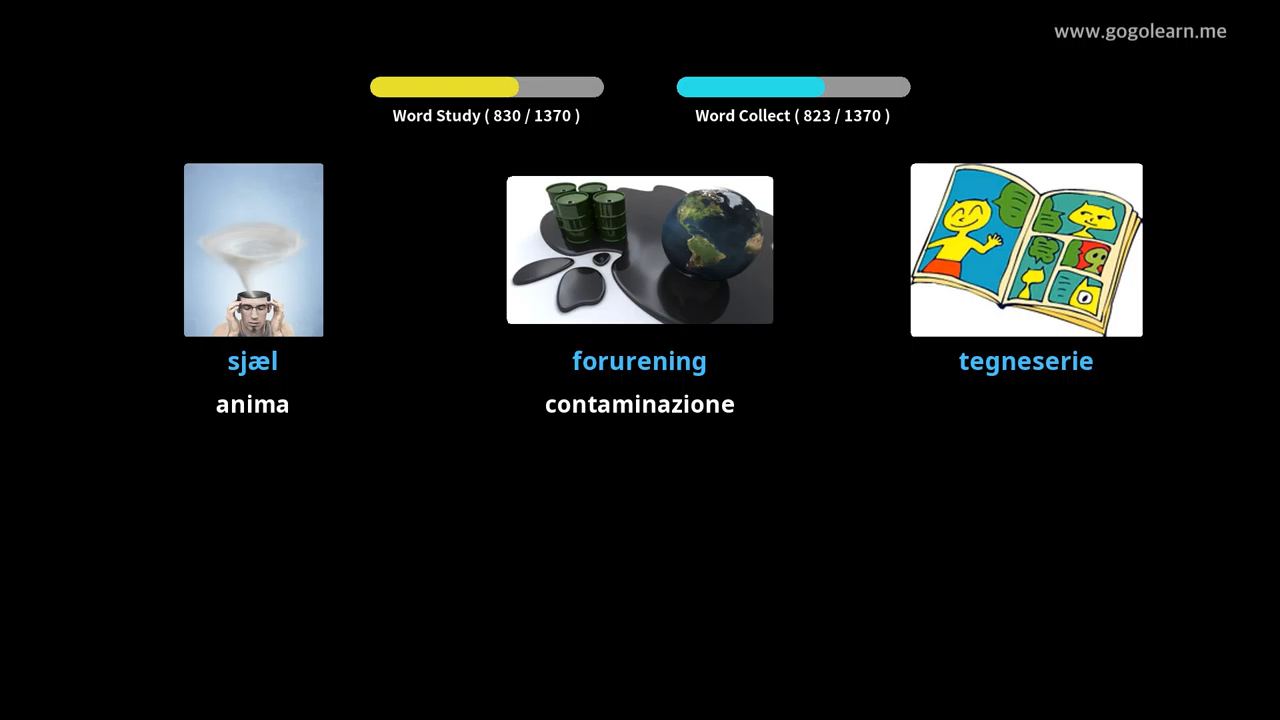 www.gogolearn.me
Word Study ( 830 / 1370 )
Word Collect ( 823 / 1370 )
sjæl
forurening
tegneserie
anima
contaminazione